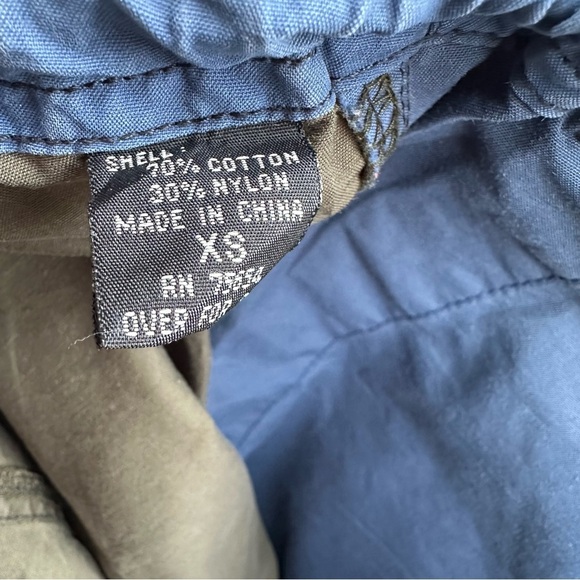 SHELL:
70% COTTON
30% NYLON
MADE IN CHINA
XS
RN
OVER FOR